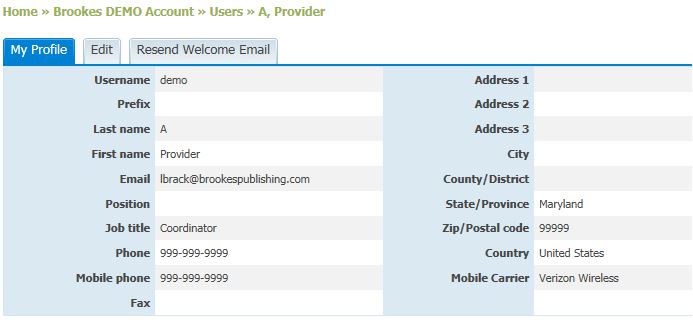 Home » Brookes DEMO Account » Users » A, Provider
My Profile Edit Resend Welcome Email
Username demo Address 1
Prefix Address 2
Last name A Address 3
First name Provider City
Email lbrack@brookespublishing.com County/District
Position State/Province Maryland
Job title Coordinator Zip/Postal code 99999
Phone 999-999-9999 Country United States
Mobile phone 999-999-9999 Mobile Carrier Verizon Wireless
Fax